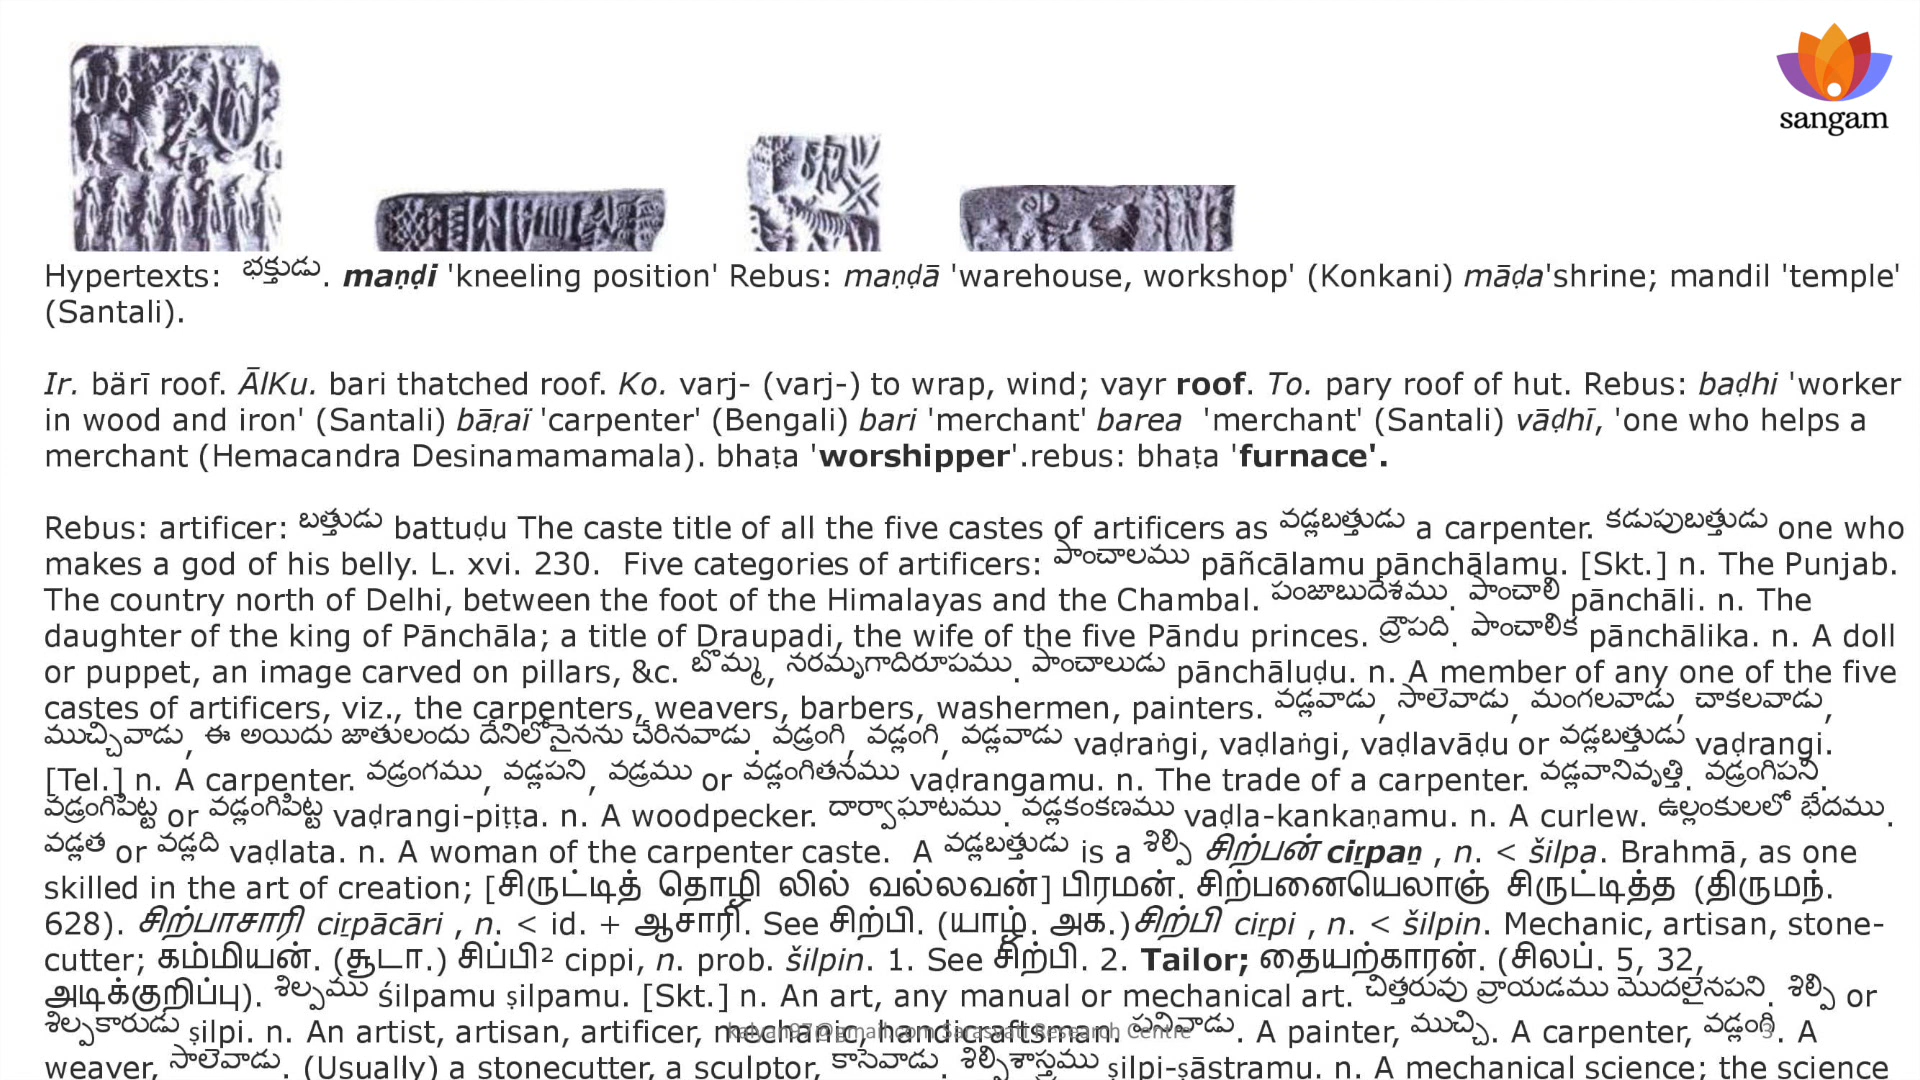 sangam
Hypertexts: భక్తుడు. maṇḍi 'kneeling position' Rebus: maṇḍā 'warehouse, workshop' (Konkani) māḍa'shrine; mandil 'temple'
(Santali).
Ir. bärī roof. ĀlKu. bari thatched roof. Ko. varj- (varj-) to wrap, wind; vayr roof. To. pary roof of hut. Rebus: baḍhi 'worker
in wood and iron' (Santali) bāṛaï 'carpenter' (Bengali) bari 'merchant' barea 'merchant' (Santali) vāḍhī, 'one who helps a
merchant (Hemacandra Desinamamamala). bhaṭa 'worshipper'.rebus: bhaṭa 'furnace'.
Rebus: artificer: బత్తుడు battuḍu The caste title of all the five castes of artificers as వడ్లబత్తుడు a carpenter. కడుపుబత్తుడు one who
makes a god of his belly. L. xvi. 230. Five categories of artificers: పాంచాలము pāñcālamu pānchālamu. [Skt.] n. The Punjab.
The country north of Delhi, between the foot of the Himalayas and the Chambal. పంజాబుదేశము. పాంచాలి pānchāli. n. The
daughter of the king of Pānchāla; a title of Draupadi, the wife of the five Pāndu princes. ద్రౌపది. పాంచాలిక pānchālika. n. A doll
or puppet, an image carved on pillars, &c. బొమ్మ, నరమృగాదిరూపము. పాంచాలుడు pānchāluḍu. n. A member of any one of the five
castes of artificers, viz., the carpenters, weavers, barbers, washermen, painters. వడ్లవాడు, సాలెవాడు, మంగలవాడు, చాకలవాడు,
ముచ్చివాడు, ఈ అయిదు జాతులందు దేనిలోనైనను చేరినవాడు. వడ్రంగి, వడ్లంగి, వడ్లవాడు vaḍraṅgi, vaḍlaṅgi, vaḍlavāḍu or వడ్లబత్తుడు vaḍrangi.
[Tel.] n. A carpenter. వడ్రంగము, వడ్లపని, వడ్రము or వడ్లంగితనము vaḍrangamu. n. The trade of a carpenter. వడ్లవానివృత్తి. వడ్రంగిపని.
వడ్రంగిపిట్ట or వడ్లంగిపిట్ట vaḍrangi-piṭṭa. n. A woodpecker. దార్వాఘాటము. వడ్లకంకణము vaḍla-kankaṇamu. n. A curlew. ఉల్లంకులలో భేదము.
వడ్లత or వడ్లది vaḍlata. n. A woman of the carpenter caste. A వడ్లబత్తుడు is a శిల్పి சிற்பன் ciṟpaṉ , n. < šilpa. Brahmā, as one
skilled in the art of creation; [சிருட்டித் தொழி லில் வல்லவன்] பிரமன். சிற்பனையெலாஞ் சிருட்டித்த (திருமந்.
628). சிற்பாசாரி ciṟpācāri , n. < id. + ஆசாரி. See சிற்பி. (யாழ். அக.)சிற்பி ciṟpi , n. < šilpin. Mechanic, artisan, stone-
cutter; கம்மியன். (சூடா.) சிப்பி² cippi, n. prob. šilpin. 1. See சிற்பி. 2. Tailor; தையற்காரன். (சிலப். 5, 32,
அடிக்குறிப்பு). శిల్పము śilpamu ṣilpamu. [Skt.] n. An art, any manual or mechanical art. చిత్తరువు వ్రాయడము మొదలైనపని. శిల్పి or
శిల్పకారుడు ṣilpi. n. An artist, artisan, artificer, mechanic, handicraftsman. పనివాడు. A painter, ముచ్చి. A carpenter, వడ్లంగి. A
kalyan97@gmail.com Sarasvati Research Centre 3
weaver, సాలెవాడు. (Usually) a stonecutter, a sculptor, కాసెవాడు. శిల్పిశాస్త్రము ṣilpi-ṣāstramu. n. A mechanical science; the science